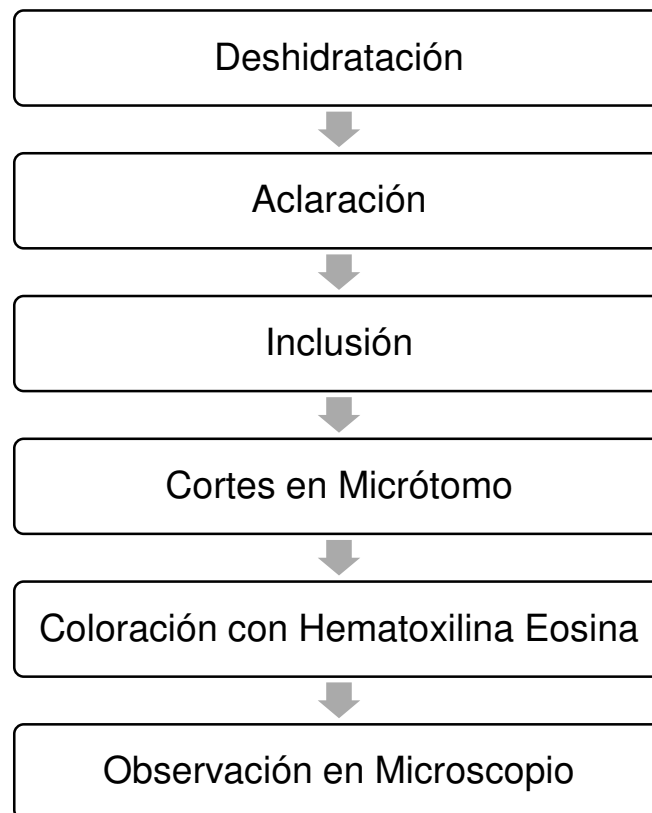 Deshidratación
Aclaración
Inclusión
Cortes en Micrótomo
Coloración con Hematoxilina Eosina
Observación en Microscopio